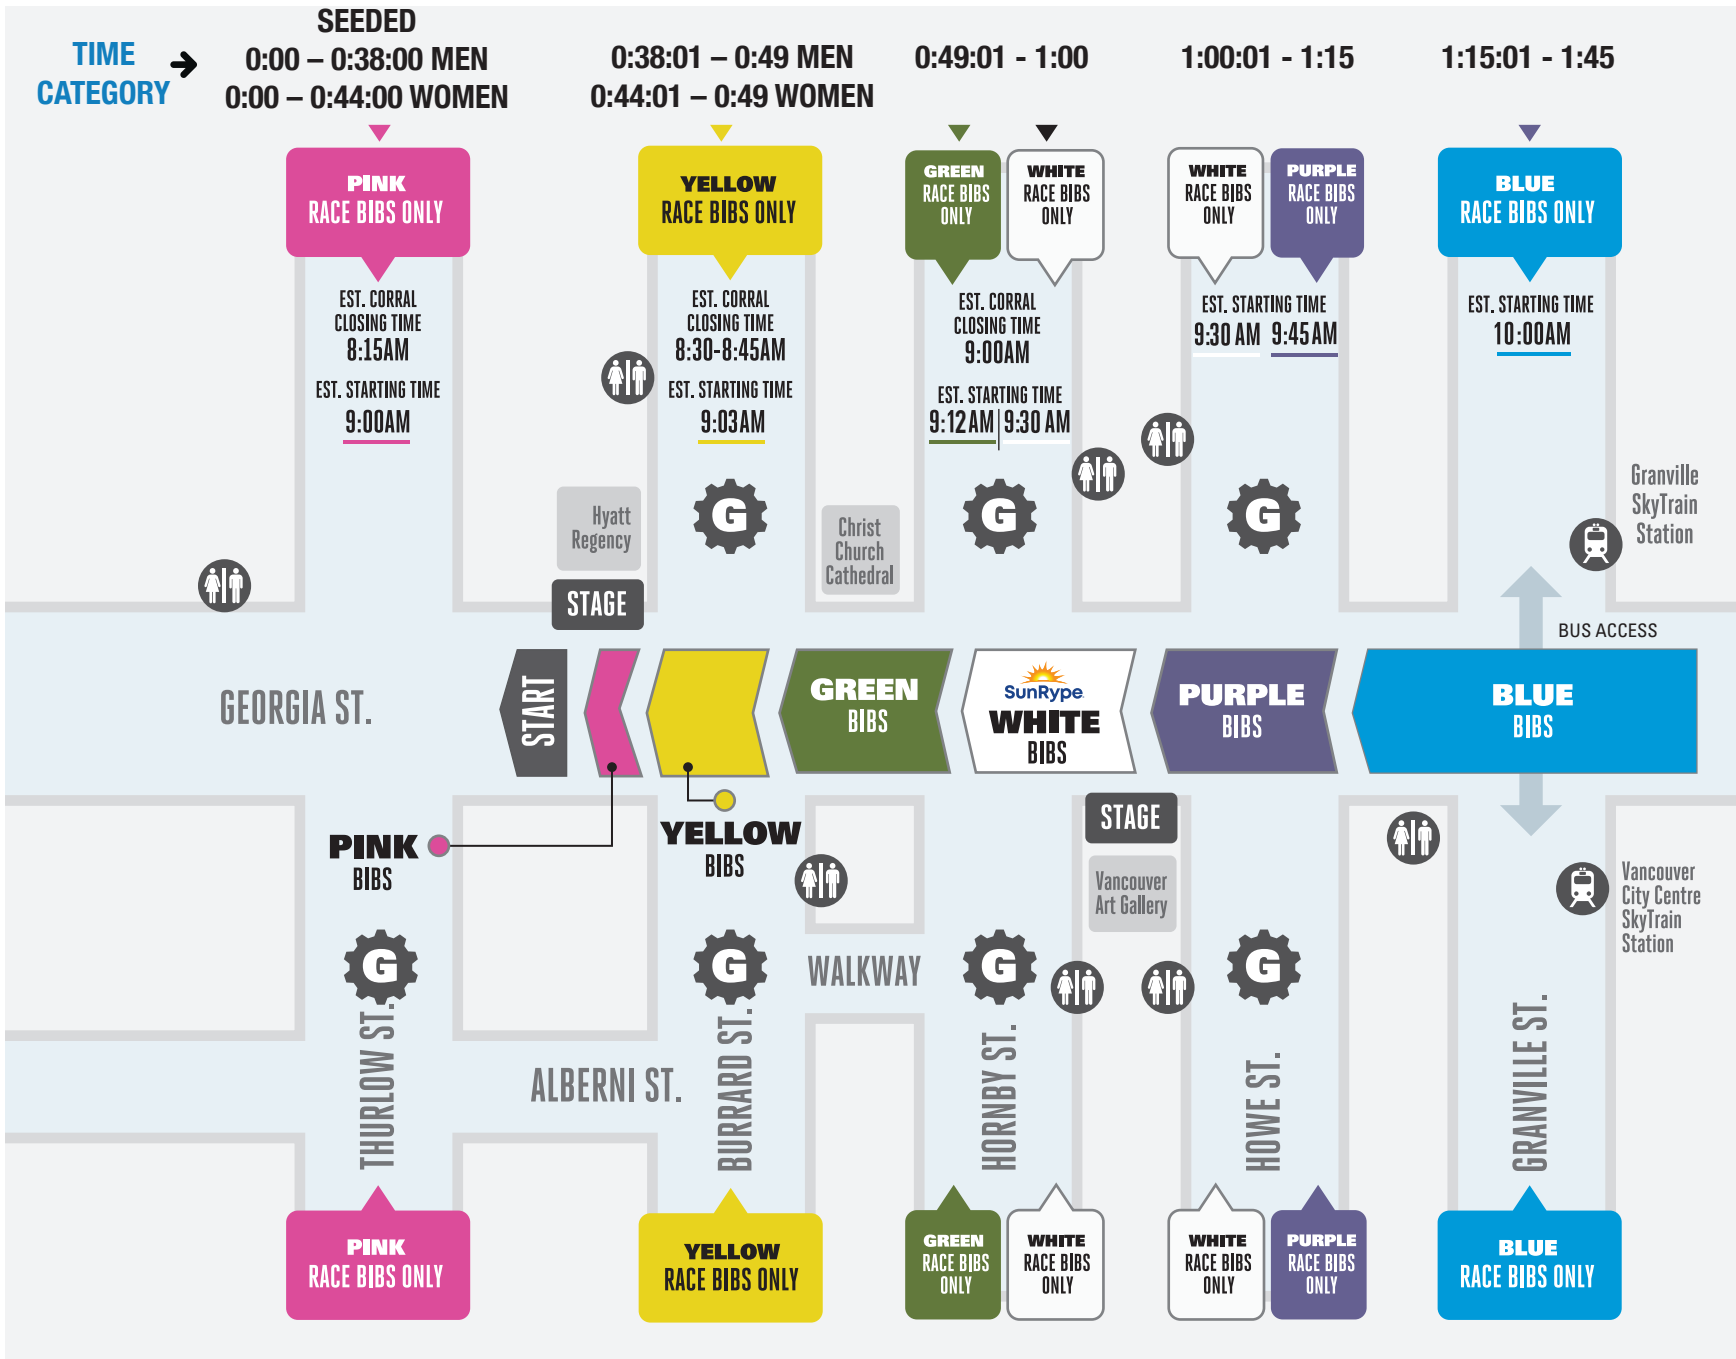 TIME
CATEGORY
SEEDED
0:00 – 0:38:00 MEN
0:00 – 0:44:00 WOMEN
0:38:01 – 0:49 MEN
0:44:01 – 0:49 WOMEN
0:49:01 - 1:00
1:00:01 - 1:15
1:15:01 - 1:45
PINK
RACE BIBS ONLY
YELLOW
RACE BIBS ONLY
GREEN
RACE BIBS
ONLY
WHITE
RACE BIBS
ONLY
WHITE
RACE BIBS
ONLY
PURPLE
RACE BIBS
ONLY
BLUE
RACE BIBS ONLY
EST. CORRAL
CLOSING TIME
8:15AM
EST. STARTING TIME
9:00AM
EST. CORRAL
CLOSING TIME
8:30-8:45AM
EST. STARTING TIME
9:03AM
EST. CORRAL
CLOSING TIME
9:00AM
EST. STARTING TIME
9:12AM 9:30 AM
EST. STARTING TIME
9:30 AM 9:45AM
EST. STARTING TIME
10:00AM
Hyatt
Regency
G
Christ
Church
Cathedral
G
G
Granville
SkyTrain
Station
STAGE
BUS ACCESS
GEORGIA ST.
START
GREEN
BIBS
SunRype
WHITE
BIBS
PURPLE
BIBS
BLUE
BIBS
PINK
BIBS
YELLOW
BIBS
STAGE
Vancouver
Art Gallery
Vancouver
City Centre
SkyTrain
Station
G
G
WALKWAY
G
G
THURLOW ST.
ALBERNI ST.
BURRARD ST.
HORNBY ST.
HOWE ST.
GRANVILLE ST.
PINK
RACE BIBS ONLY
YELLOW
RACE BIBS ONLY
GREEN
RACE BIBS
ONLY
WHITE
RACE BIBS
ONLY
WHITE
RACE BIBS
ONLY
PURPLE
RACE BIBS
ONLY
BLUE
RACE BIBS ONLY